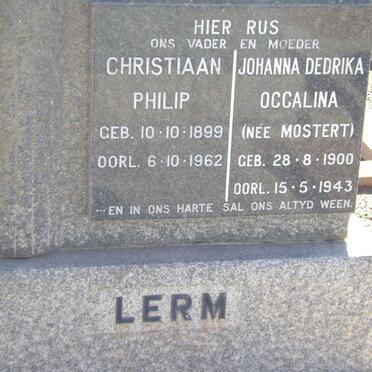 HIER RUS
ONS VADER EN MOEDER
CHRISTIAAN
PHILIP
GEB. 10·10·1899
OORL. 6·10·1962
JOHANNA DEDRIKA
OCCALINA
(NÉE MOSTERT)
GEB. 28·8·1900
OORL. 15·5·1943
...EN IN ONS HARTE SAL ONS ALTYD WEEN.
LERM